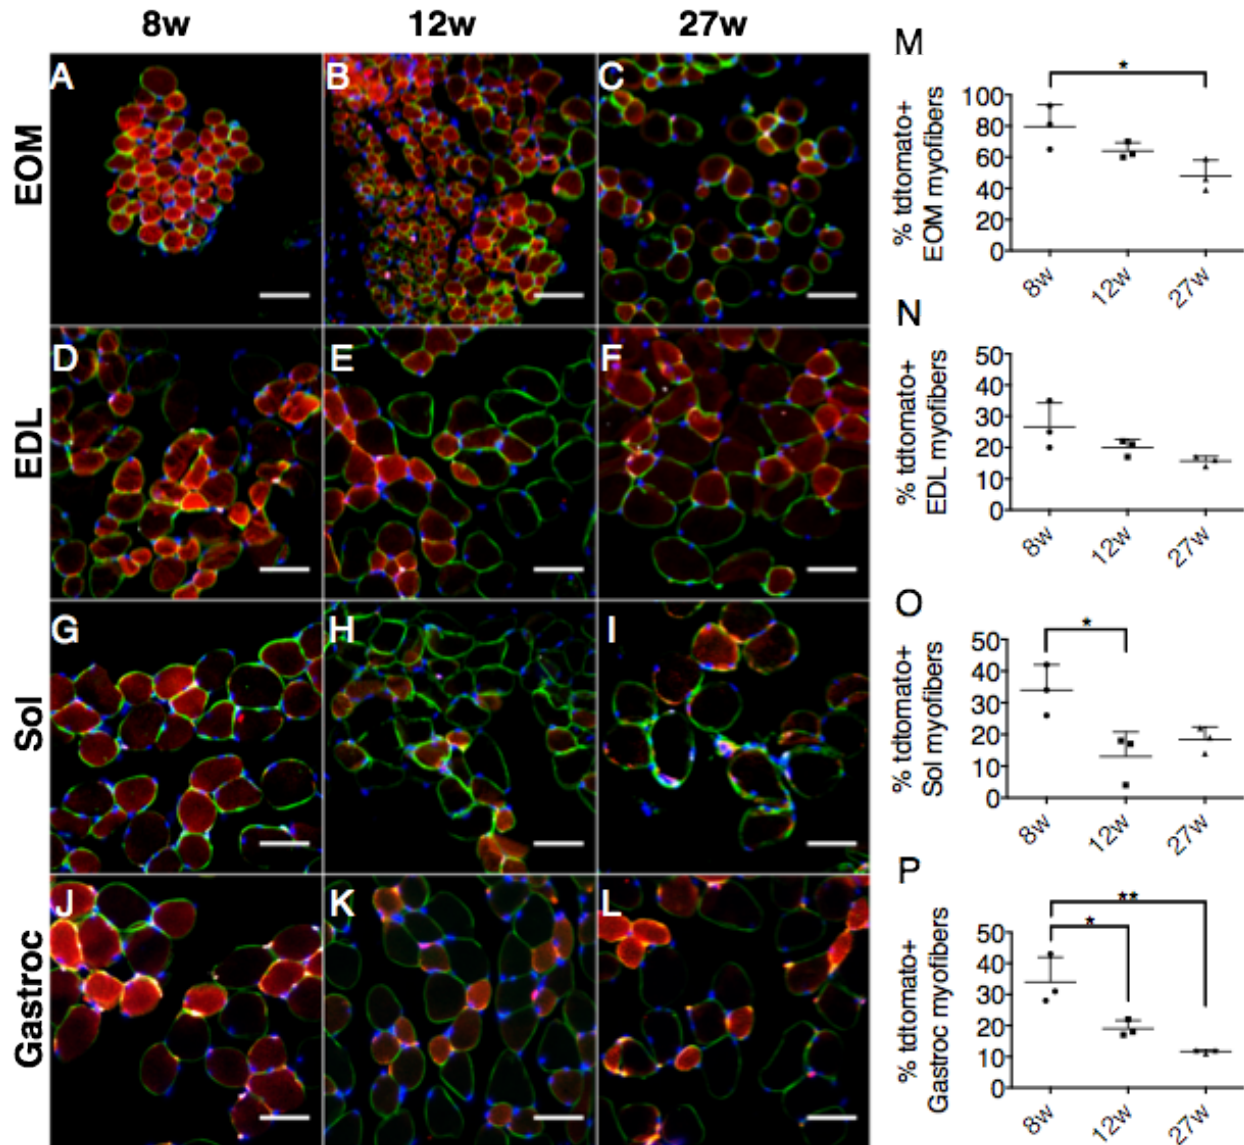 8w 12w 27w
EOM
A B C
EDL
D E F
Sol
G H I
Gastroc
J K L
M
*
% tdtomato+
EOM myofibers
100
80
60
40
20
0
8w 12w 27w
N
% tdtomato+
EDL myofibers
50
40
30
20
10
0
8w 12w 27w
O
*
% tdtomato+
Sol myofibers
50
40
30
20
10
0
8w 12w 27w
P
**
*
% tdtomato+
Gastroc myofibers
50
40
30
20
10
0
8w 12w 27w